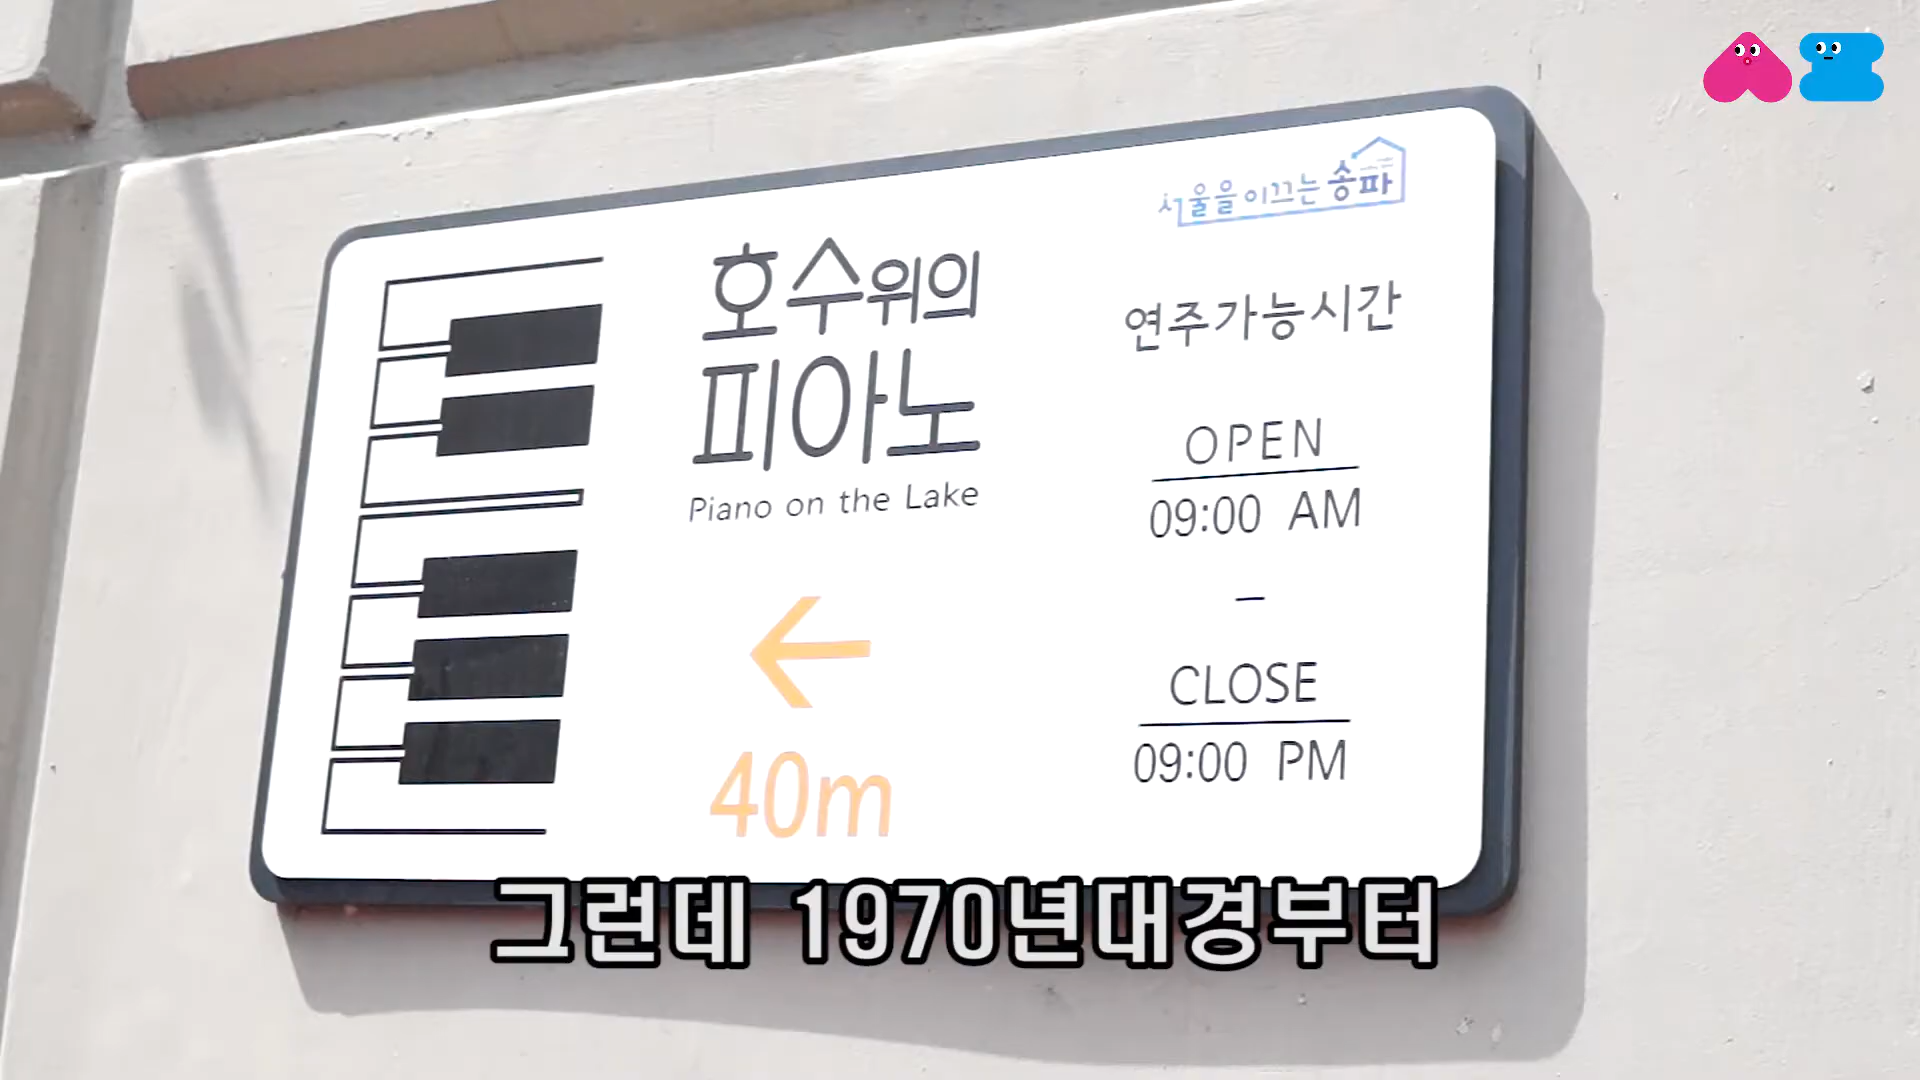 서울을 이끄는 송파
호수위의
피아노
Piano on the Lake
40m
연주가능시간
OPEN
09:00 AM
–
CLOSE
09:00 PM
그런데 1970년대경부터